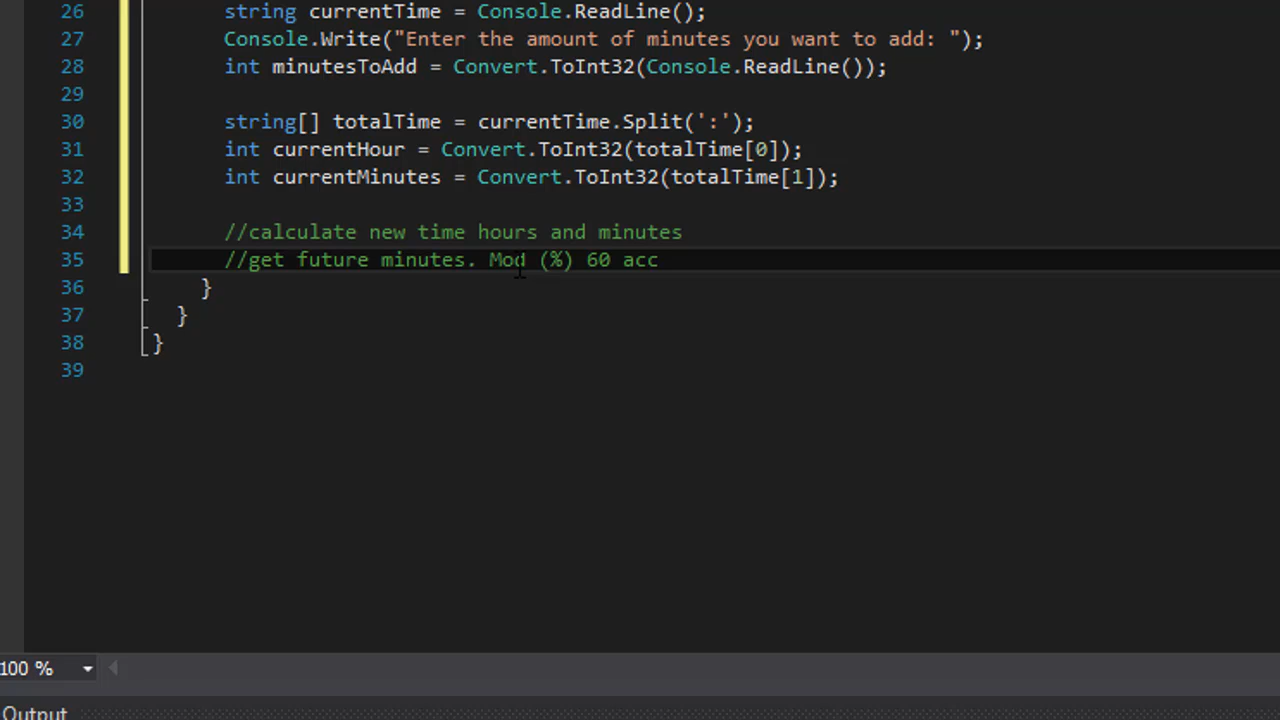 26 string currentTime = Console.ReadLine();
27 Console.Write("Enter the amount of minutes you want to add: ");
28 int minutesToAdd = Convert.ToInt32(Console.ReadLine());
29
30 string[] totalTime = currentTime.Split(':');
31 int currentHour = Convert.ToInt32(totalTime[0]);
32 int currentMinutes = Convert.ToInt32(totalTime[1]);
33
34 //calculate new time hours and minutes
35 //get future minutes. Mod (%) 60 acc
36 }
37 }
38 }
39
100 %
Output